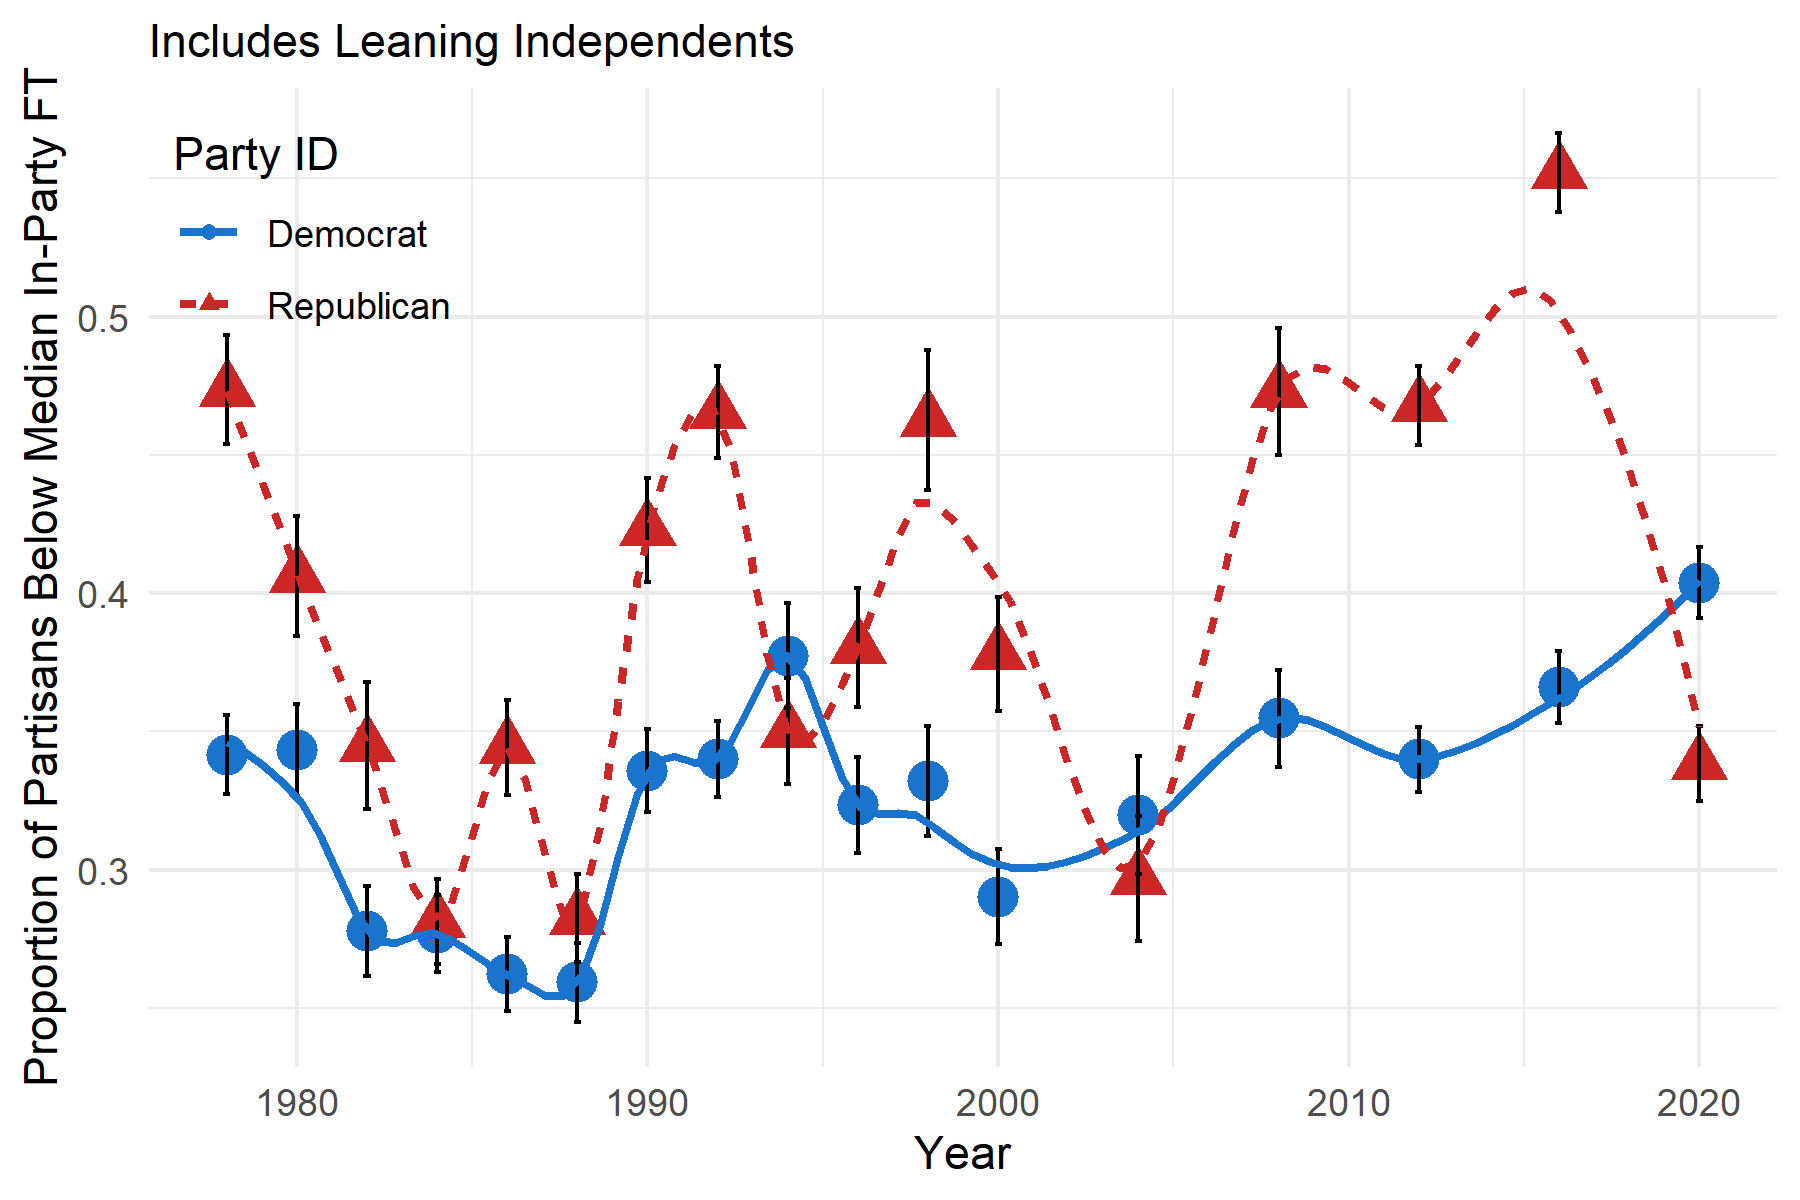 Includes Leaning Independents
Proportion of Partisans Below Median In-Party FT
Party ID
Democrat
Republican
0.5
0.4
0.3
1980 1990 2000 2010 2020
Year